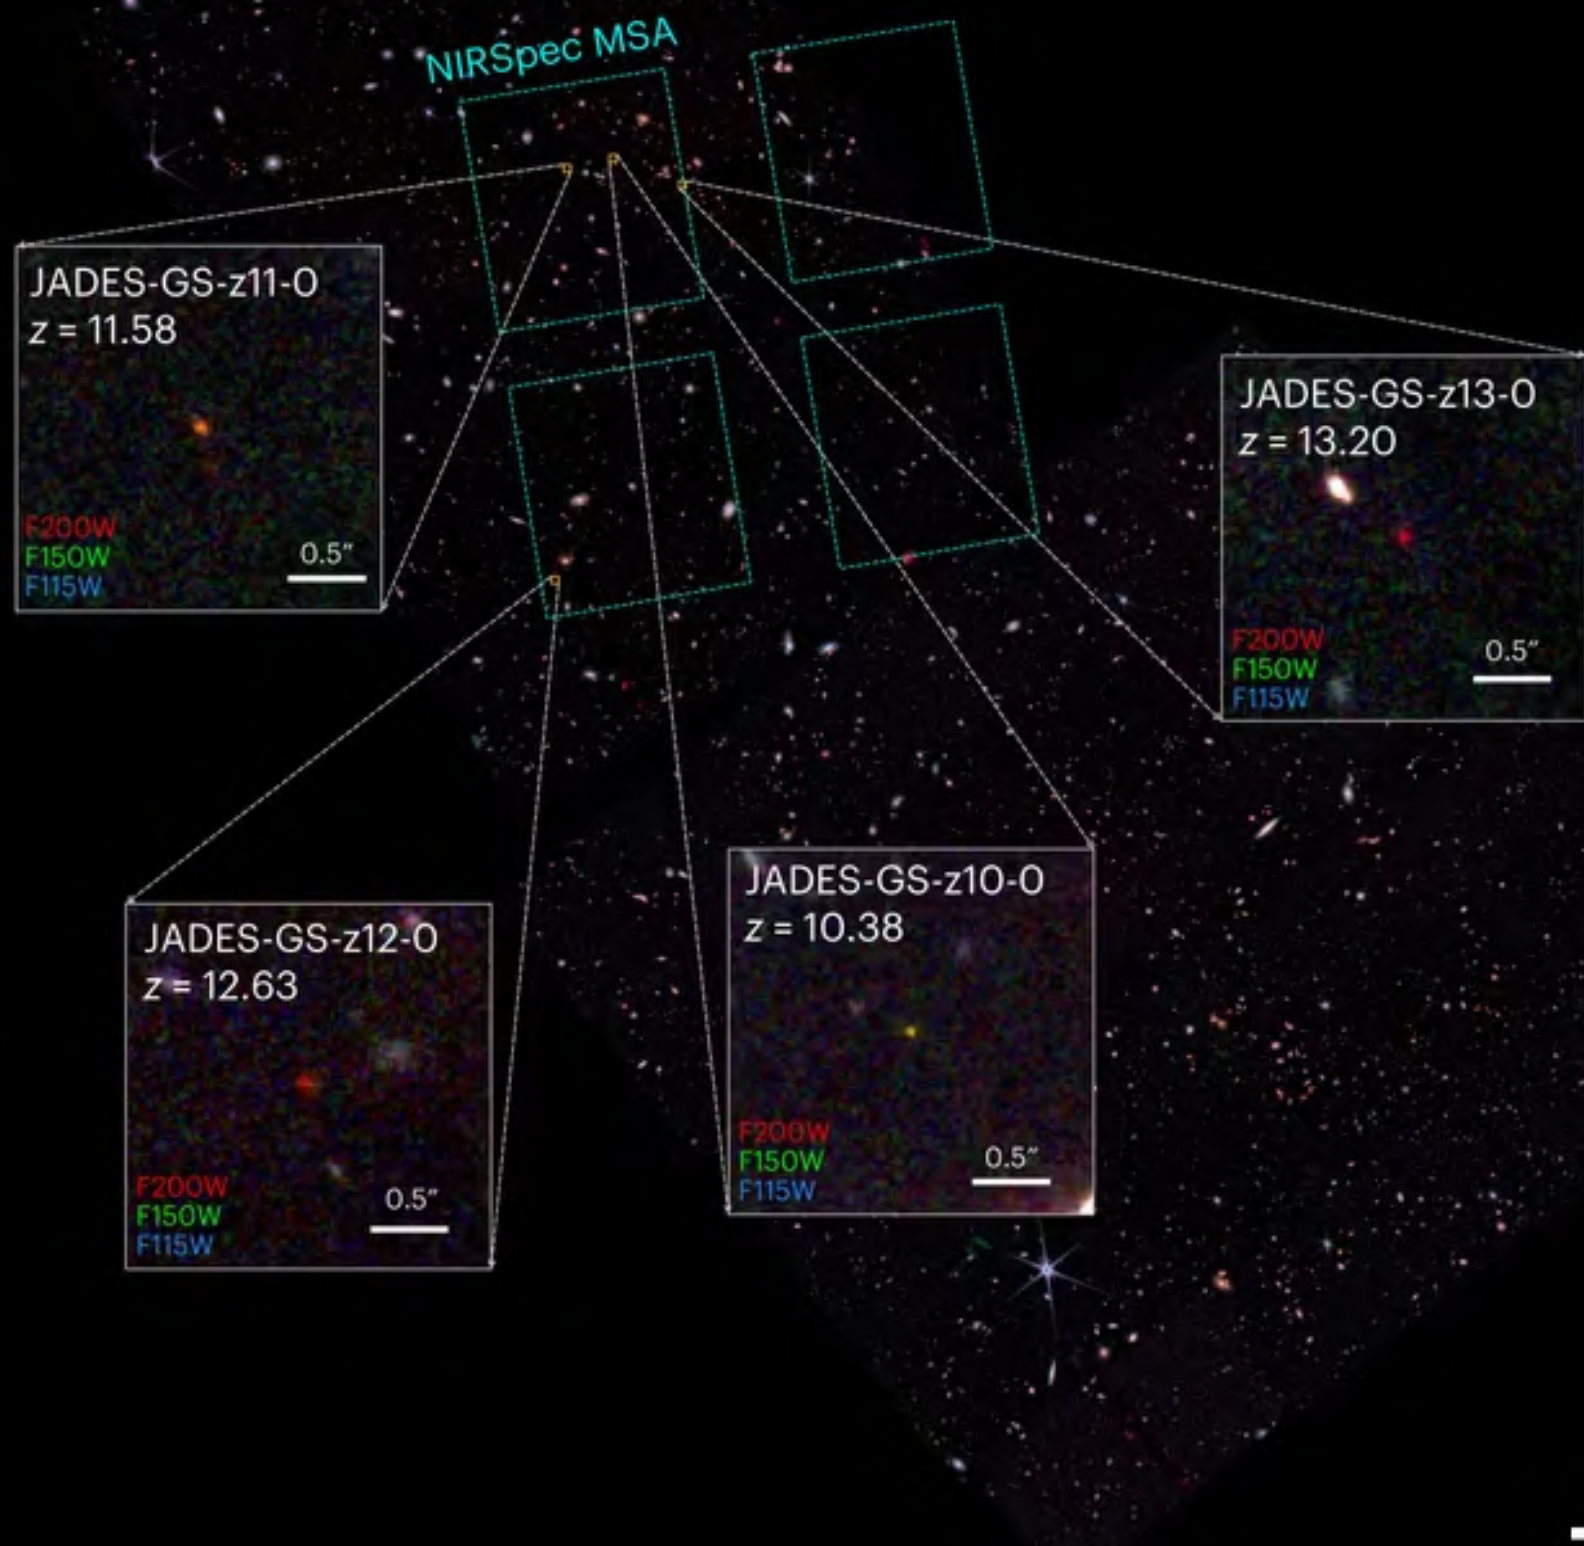 NIRSpec MSA
JADES-GS-z11-0
z = 11.58
F200W
F150W
F115W
0.5″
JADES-GS-z13-0
z = 13.20
F200W
F150W
F115W
0.5″
JADES-GS-z12-0
z = 12.63
F200W
F150W
F115W
0.5″
JADES-GS-z10-0
z = 10.38
F200W
F150W
F115W
0.5″